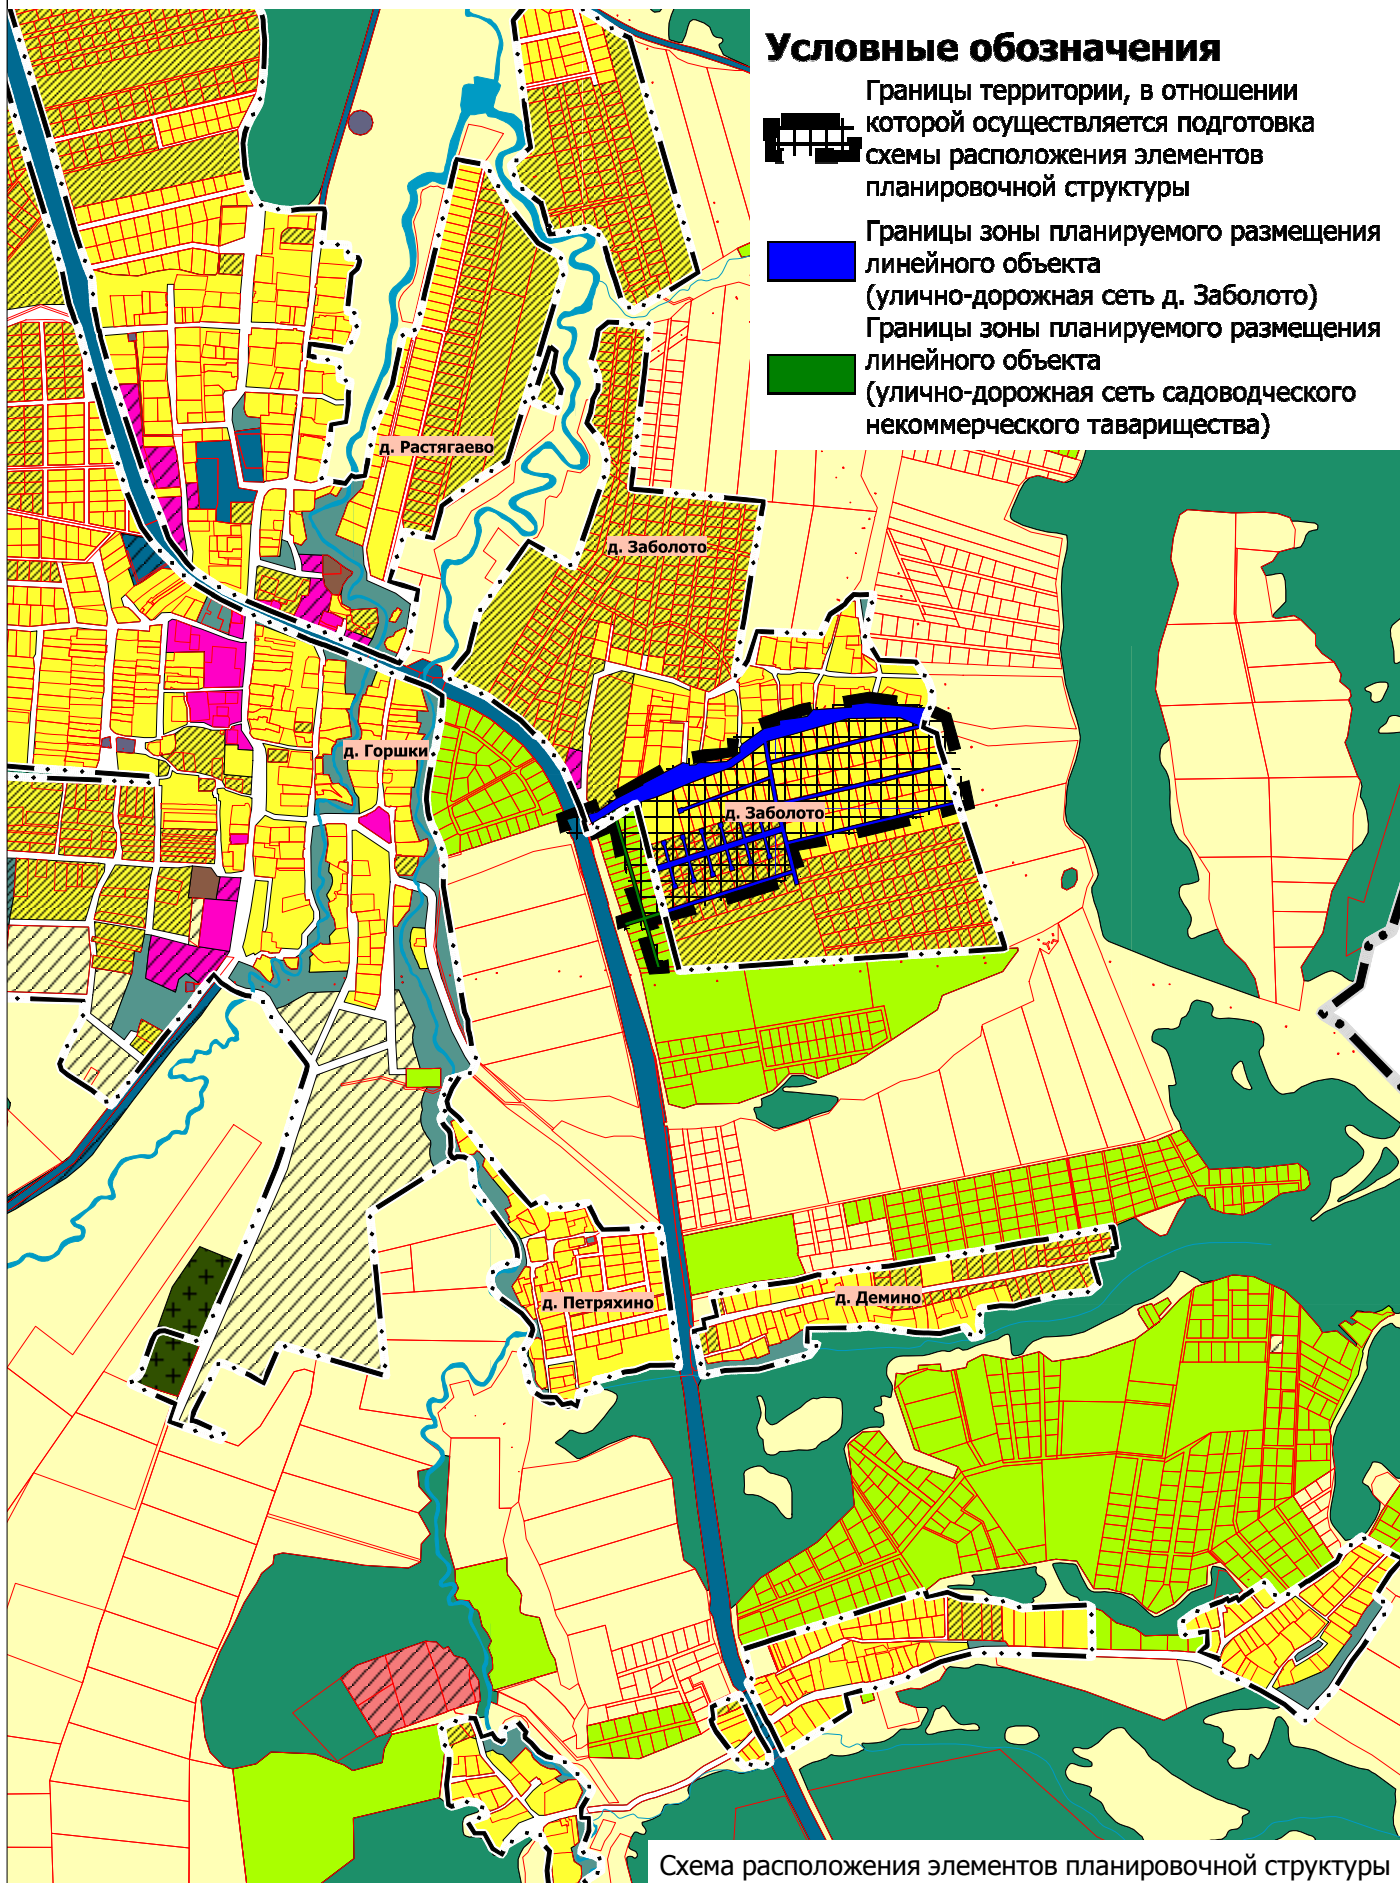 Условные обозначения
Границы территории, в отношении
которой осуществляется подготовка
схемы расположения элементов
планировочной структуры
Границы зоны планируемого размещения
линейного объекта
(улично-дорожная сеть д. Заболото)
Границы зоны планируемого размещения
линейного объекта
(улично-дорожная сеть садоводческого
некоммерческого таварищества)
д. Растягаево
д. Заболото
д. Горшки
д. Заболото
д. Петряхино
д. Демино
Схема расположения элементов планировочной структуры